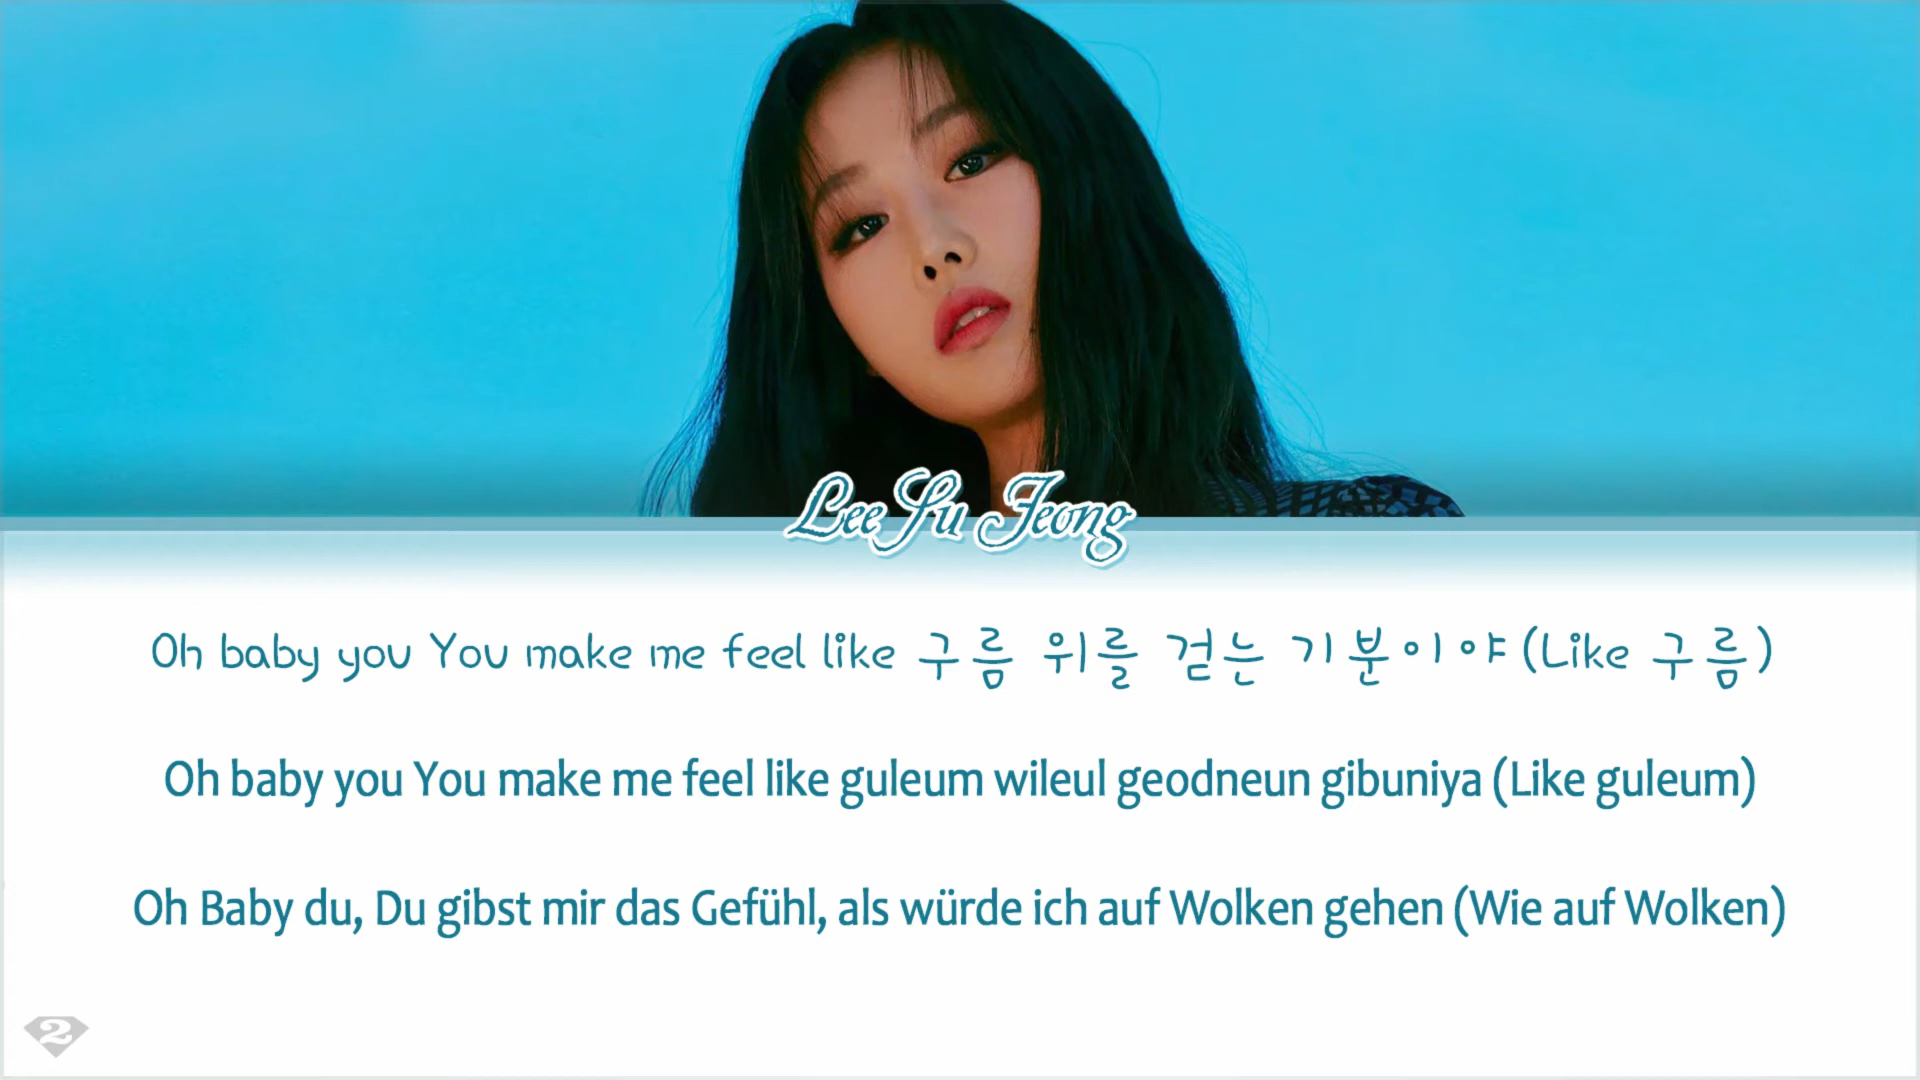 Lee Su Jeong
Oh baby you You make me feel like 구름 위를 걷는 기분이야 (Like 구름)
Oh baby you You make me feel like guleum wileul geodneun gibuniya (Like guleum)
Oh Baby du, Du gibst mir das Gefühl, als würde ich auf Wolken gehen (Wie auf Wolken)
2